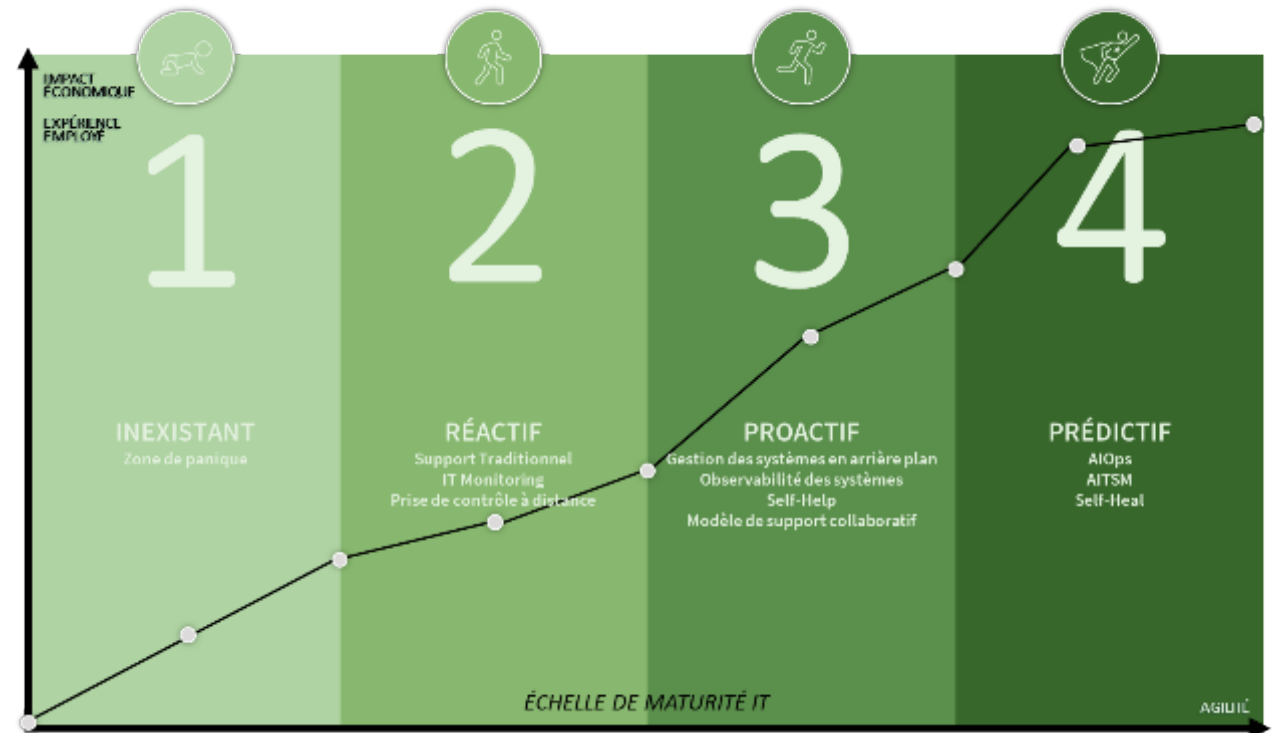 IMPACT
ÉCONOMIQUE
EXPÉRIENCE
EMPLOYÉ
1
2
3
4
INEXISTANT
Zone de panique
RÉACTIF
Support Traditionnel
IT Monitoring
Prise de contrôle à distance
PROACTIF
Gestion des systèmes en arrière plan
Observabilité des systèmes
Self-Help
Modèle de support collaboratif
PRÉDICTIF
AIOps
AITSM
Self-Heal
ÉCHELLE DE MATURITÉ IT
AGILITÉ